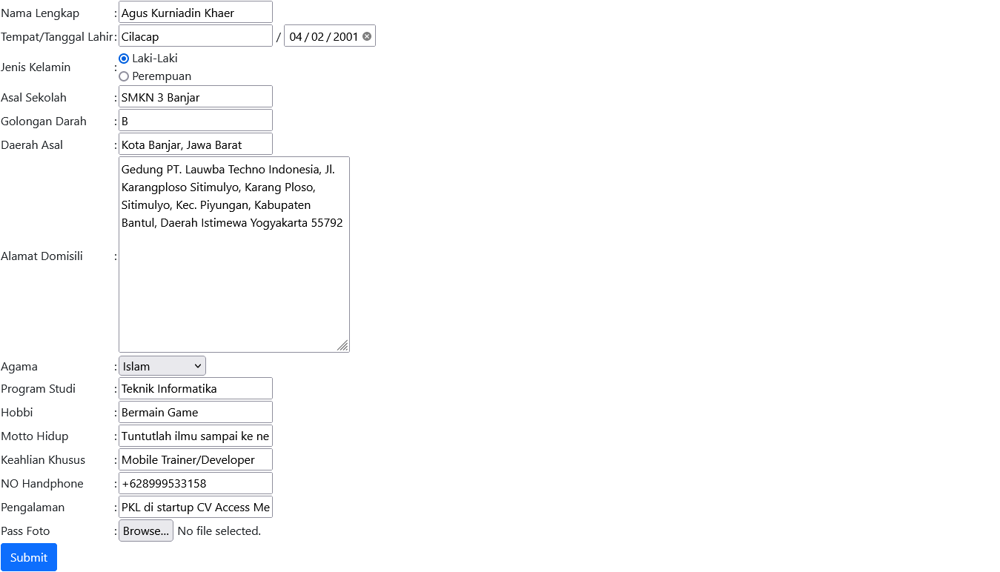 Nama Lengkap : Agus Kurniadin Khaer
Tempat/Tanggal Lahir : Cilacap / 04 / 02 / 2001
Laki-Laki
Jenis Kelamin :
Perempuan
Asal Sekolah : SMKN 3 Banjar
Golongan Darah : B
Daerah Asal : Kota Banjar, Jawa Barat
Gedung PT. Lauwba Techno Indonesia, Jl.
Karangploso Sitimulyo, Karang Ploso,
Sitimulyo, Kec. Piyungan, Kabupaten
Bantul, Daerah Istimewa Yogyakarta 55792
Alamat Domisili :
Agama : Islam
Program Studi : Teknik Informatika
Hobbi : Bermain Game
Motto Hidup : Tuntutlah ilmu sampai ke ne
Keahlian Khusus : Mobile Trainer/Developer
NO Handphone : +628999533158
Pengalaman : PKL di startup CV Access Me
Pass Foto : Browse... No file selected.
Submit